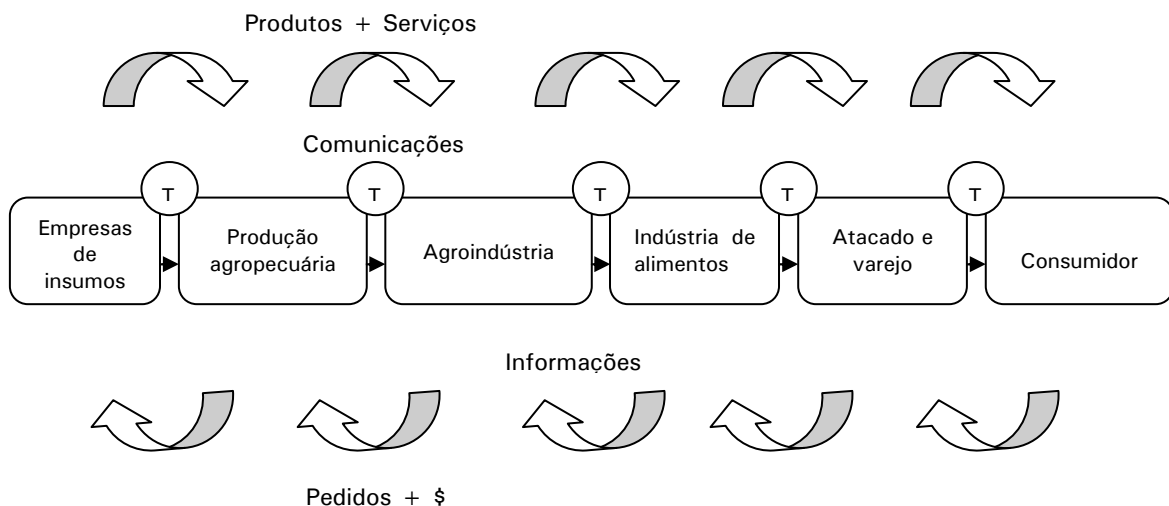 Produtos + Serviços
Comunicações
T
T
T
T
T
Empresas
de
insumos
Produção
agropecuária
Agroindústria
Indústria de
alimentos
Atacado e
varejo
Consumidor
Informações
Pedidos + $